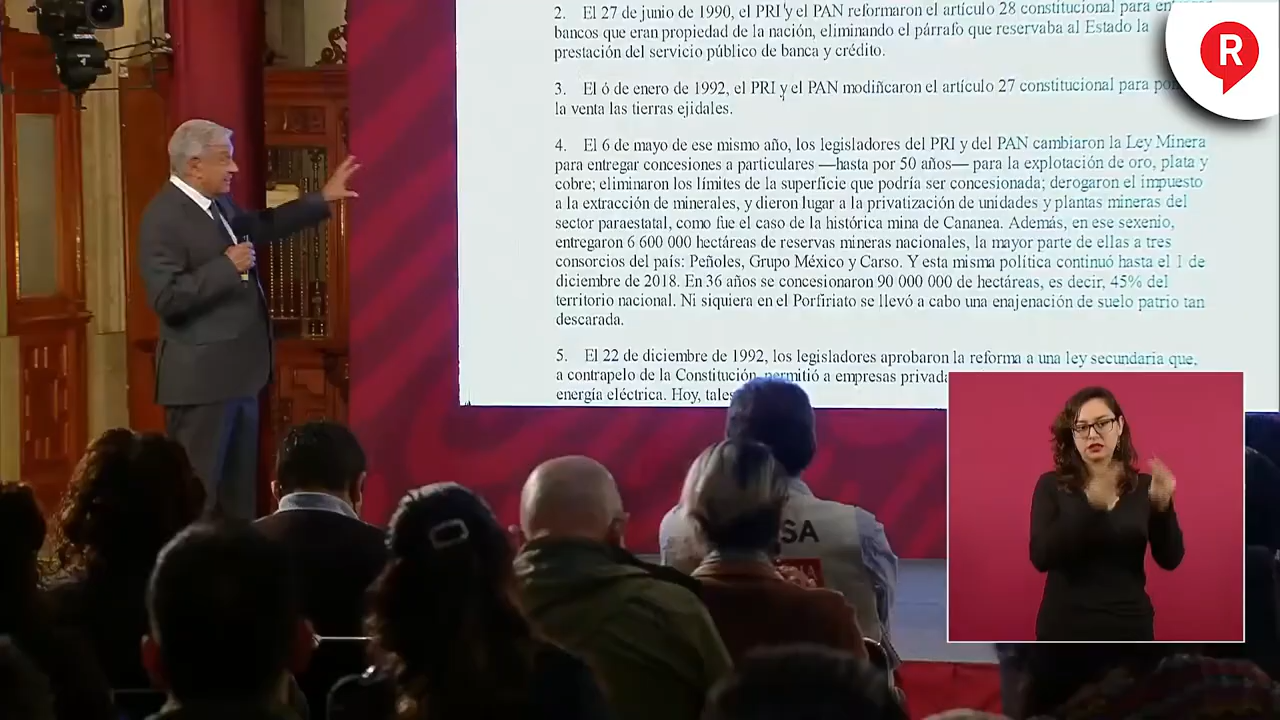 2. El 27 de junio de 1990, el PRI y el PAN reformaron el artículo 28 constitucional para
bancos que eran propiedad de la nación, eliminando el párrafo que reservaba al Estado la
prestación del servicio público de banca y crédito.
3. El ó de enero de 1992, el PRI y el PAN modificaron el artículo 27 constitucional para
la venta las tierras ejidales.
4. El 6 de mayo de ese mismo año, los legisladores del PRI y del PAN cambiaron la Ley Minera
para entregar concesiones a particulares —hasta por 50 años— para la explotación de oro, plata y
cobre; eliminaron los límites de la superficie que podría ser concesionada; derogaron el impuesto
a la extracción de minerales, y dieron lugar a la privatización de unidades y plantas mineras del
sector paraestatal, como fue el caso de la histórica mina de Cananea. Además, en ese sexenio,
entregaron 6 600 000 hectáreas de reservas mineras nacionales, la mayor parte de ellas a tres
consorcios del país: Peñoles, Grupo México y Carso. Y esta misma política continuó hasta el 1 de
diciembre de 2018. En 36 años se concesionaron 90 000 000 de hectáreas, es decir, 45% del
territorio nacional. Ni siquiera en el Porfiriato se llevó a cabo una enajenación de suelo patrio tan
descarada.
5. El 22 de diciembre de 1992, los legisladores aprobaron la reforma a una ley secundaria que,
a contrapelo de la Constitución, permitió a empresas
energía eléctrica. Hoy,
R
SA